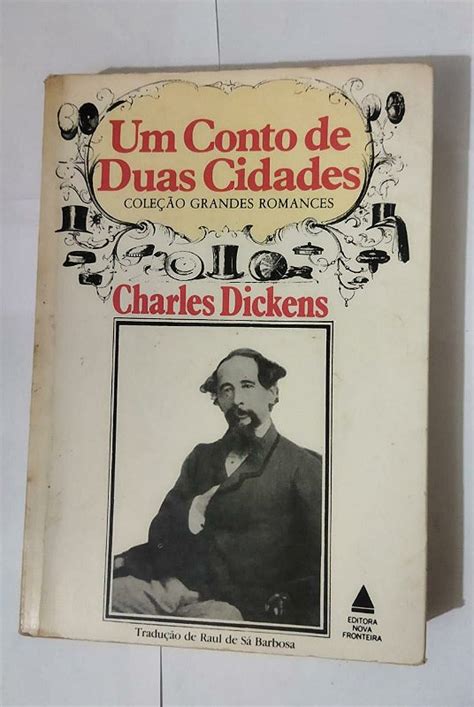 Um Conto de
Duas Cidades
COLEÇÃO GRANDES ROMANCES
Charles Dickens
EDITORA
NOVA
FRONTEIRA
Tradução de Raul de Sá Barbosa